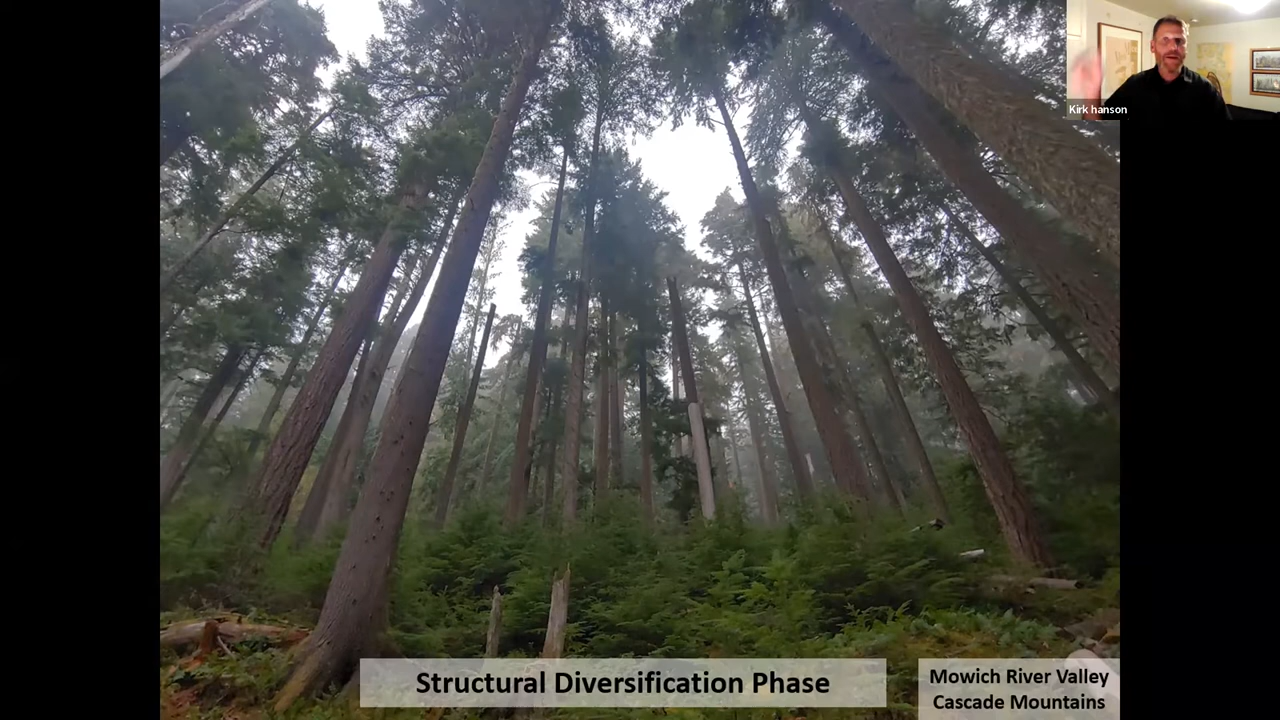 Kirk hanson
Structural Diversification Phase
Mowich River Valley
Cascade Mountains